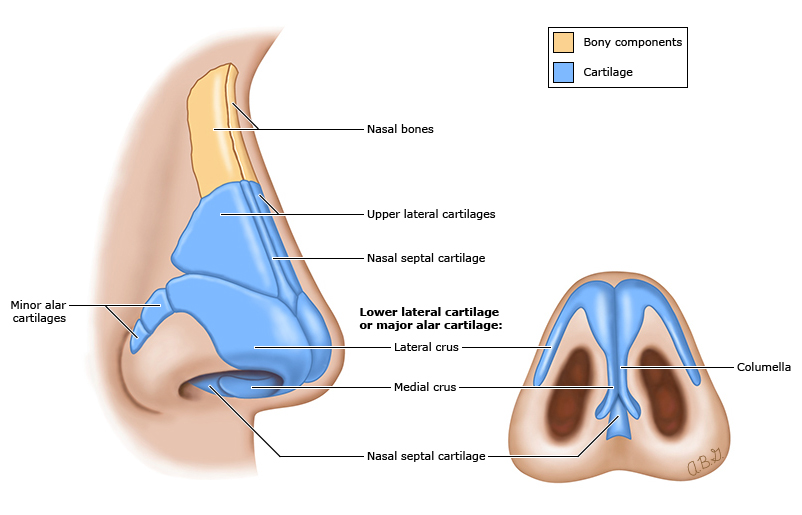 Bony components
Cartilage
Nasal bones
Upper lateral cartilages
Nasal septal cartilage
Minor alar
cartilages
Lower lateral cartilage
or major alar cartilage:
Lateral crus
Columella
Medial crus
Nasal septal cartilage